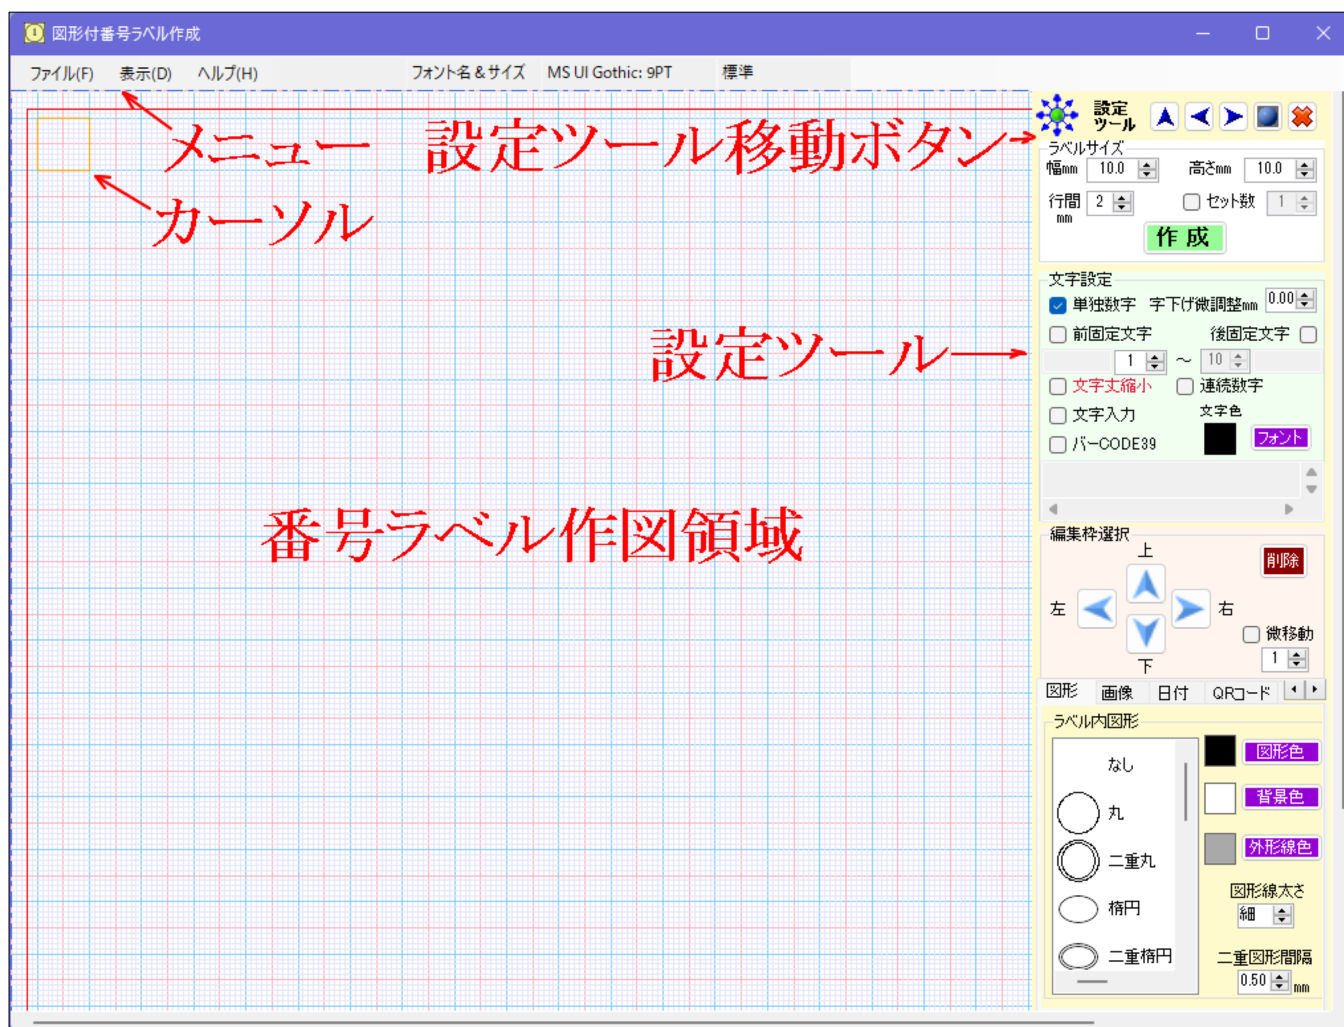 図形付番号ラベル作成
ファイル(F) 表示(D) ヘルプ(H) フォント名＆サイズ MS UI Gothic: 9PT 標準
メニュー
カーソル
設定ツール移動ボタン
設定ツール
番号ラベル作図領域
設定
ツール
ラベルサイズ
幅mm 10.0 高さmm 10.0
行間 2 セット数 1
mm
作 成
文字設定
単独数字 字下げ微調整mm 0.00
前固定文字 後固定文字
1 ～ 10
文字丈縮小 連続数字
文字入力 文字色
バーCODE39 フォント
編集枠選択
上
削除
左 右
微移動
下 1
図形 画像 日付 QRコード
ラベル内図形
なし 図形色
丸 背景色
二重丸 外形線色
楕円 図形線太さ
細
二重楕円 二重図形間隔
0.50 mm